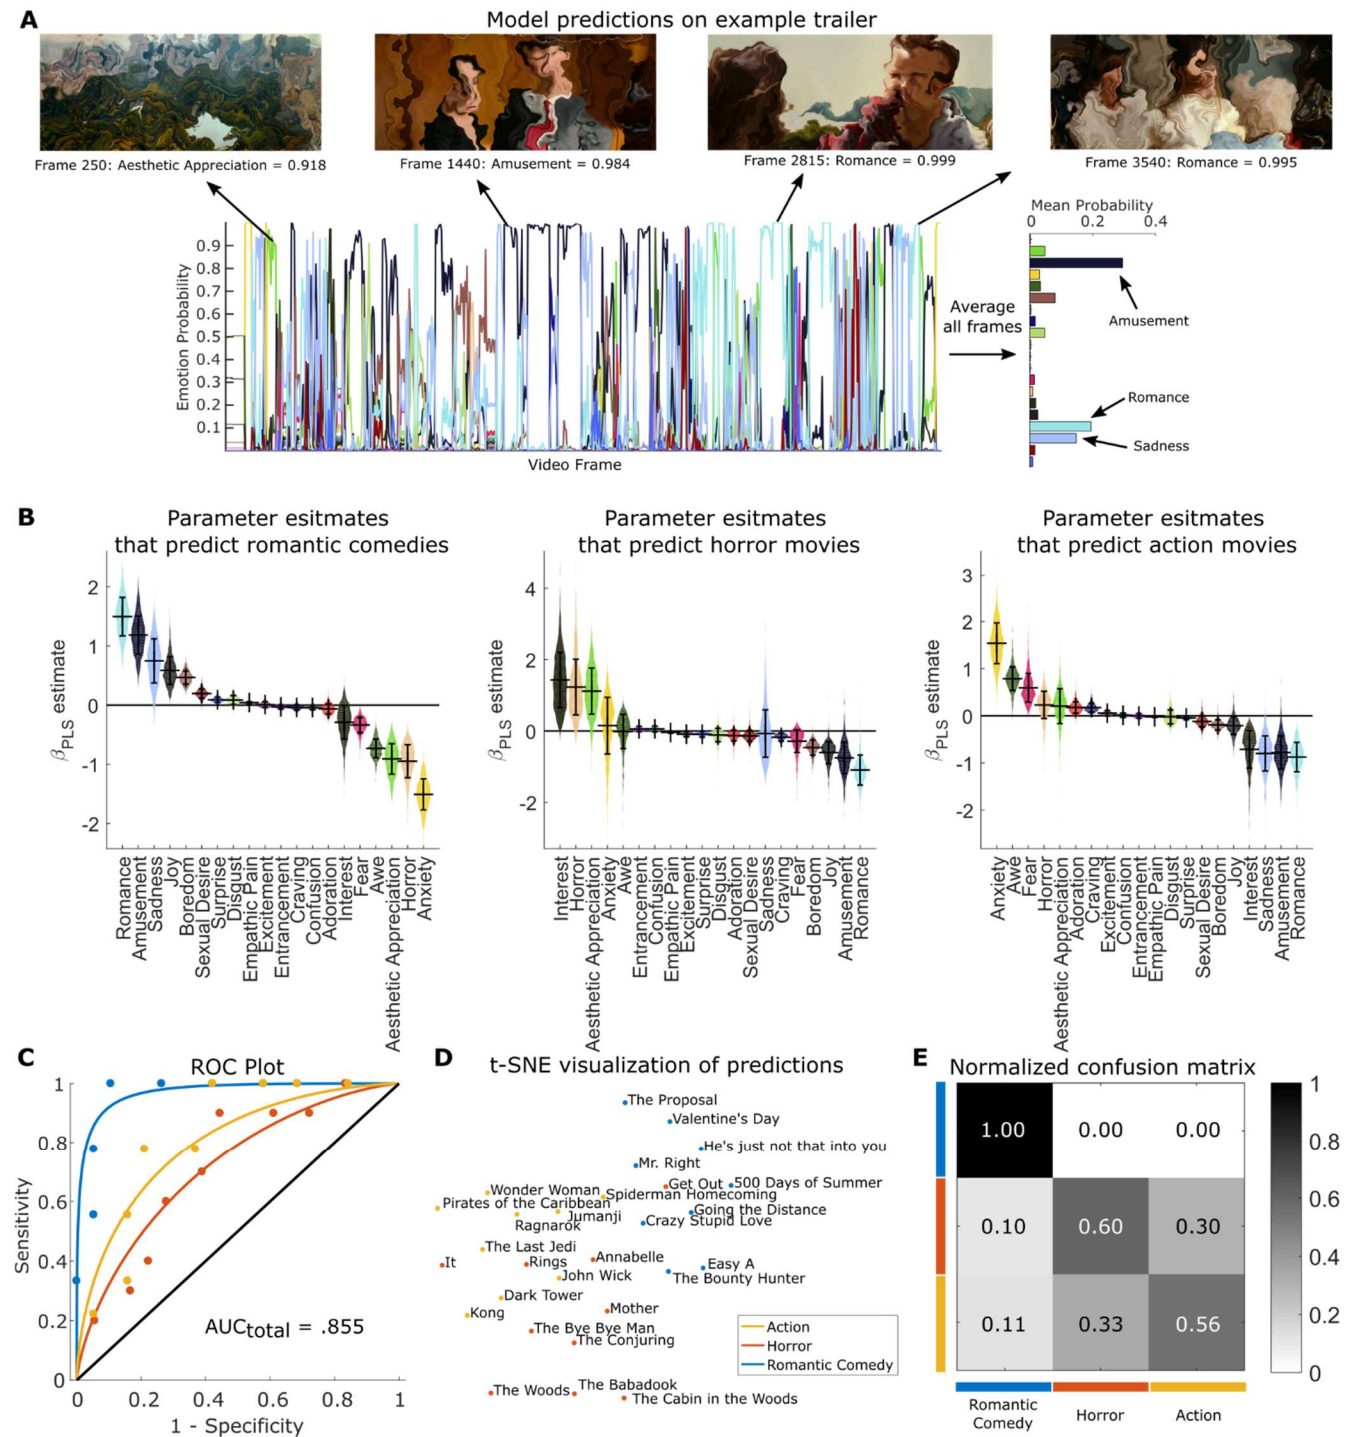 A
Model predictions on example trailer
Frame 250: Aesthetic Appreciation = 0.918
Frame 1440: Amusement = 0.984
Frame 2815: Romance = 0.999
Frame 3540: Romance = 0.995
Emotion Probability
0.9
0.8
0.7
0.6
0.5
0.4
0.3
0.2
0.1
Video Frame
Average
all frames
Mean Probability
0 0.2 0.4
Amusement
Romance
Sadness
B
Parameter esitmates
that predict romantic comedies
βPLS estimate
2
1
0
-1
-2
Romance
Amusement
Sadness
Joy
Boredom
Sexual Desire
Surprise
Disgust
Empathic Pain
Excitement
Entrancement
Craving
Confusion
Adoration
Interest
Fear
Awe
Aesthetic Appreciation
Horror
Anxiety
Parameter esitmates
that predict horror movies
βPLS estimate
4
2
0
-2
Interest
Horror
Aesthetic Appreciation
Anxiety
Awe
Entrancement
Confusion
Empathic Pain
Excitement
Surprise
Disgust
Adoration
Sexual Desire
Sadness
Craving
Fear
Boredom
Joy
Amusement
Romance
Parameter esitmates
that predict action movies
βPLS estimate
3
2
1
0
-1
-2
Anxiety
Awe
Fear
Horror
Aesthetic Appreciation
Adoration
Craving
Excitement
Confusion
Entrancement
Empathic Pain
Disgust
Surprise
Sexual Desire
Boredom
Joy
Interest
Sadness
Amusement
Romance
C
ROC Plot
Sensitivity
1
0.8
0.6
0.4
0.2
0
0 0.2 0.4 0.6 0.8 1
1 - Specificity
AUCtotal = .855
D
t-SNE visualization of predictions
The Proposal
Valentine's Day
He's just not that into you
Mr. Right
Get Out
500 Days of Summer
Wonder Woman
Spiderman Homecoming
Pirates of the Caribbean
Going the Distance
Jumanji
Crazy Stupid Love
Ragnarok
The Last Jedi
Annabelle
It
Rings
Easy A
John Wick
The Bounty Hunter
Dark Tower
Kong
Mother
The Bye Bye Man
The Conjuring
The Woods
The Babadook
The Cabin in the Woods
Action
Horror
Romantic Comedy
E
Normalized confusion matrix
1.00 0.00 0.00
0.10 0.60 0.30
0.11 0.33 0.56
Romantic
Comedy
Horror
Action
1
0.8
0.6
0.4
0.2
0